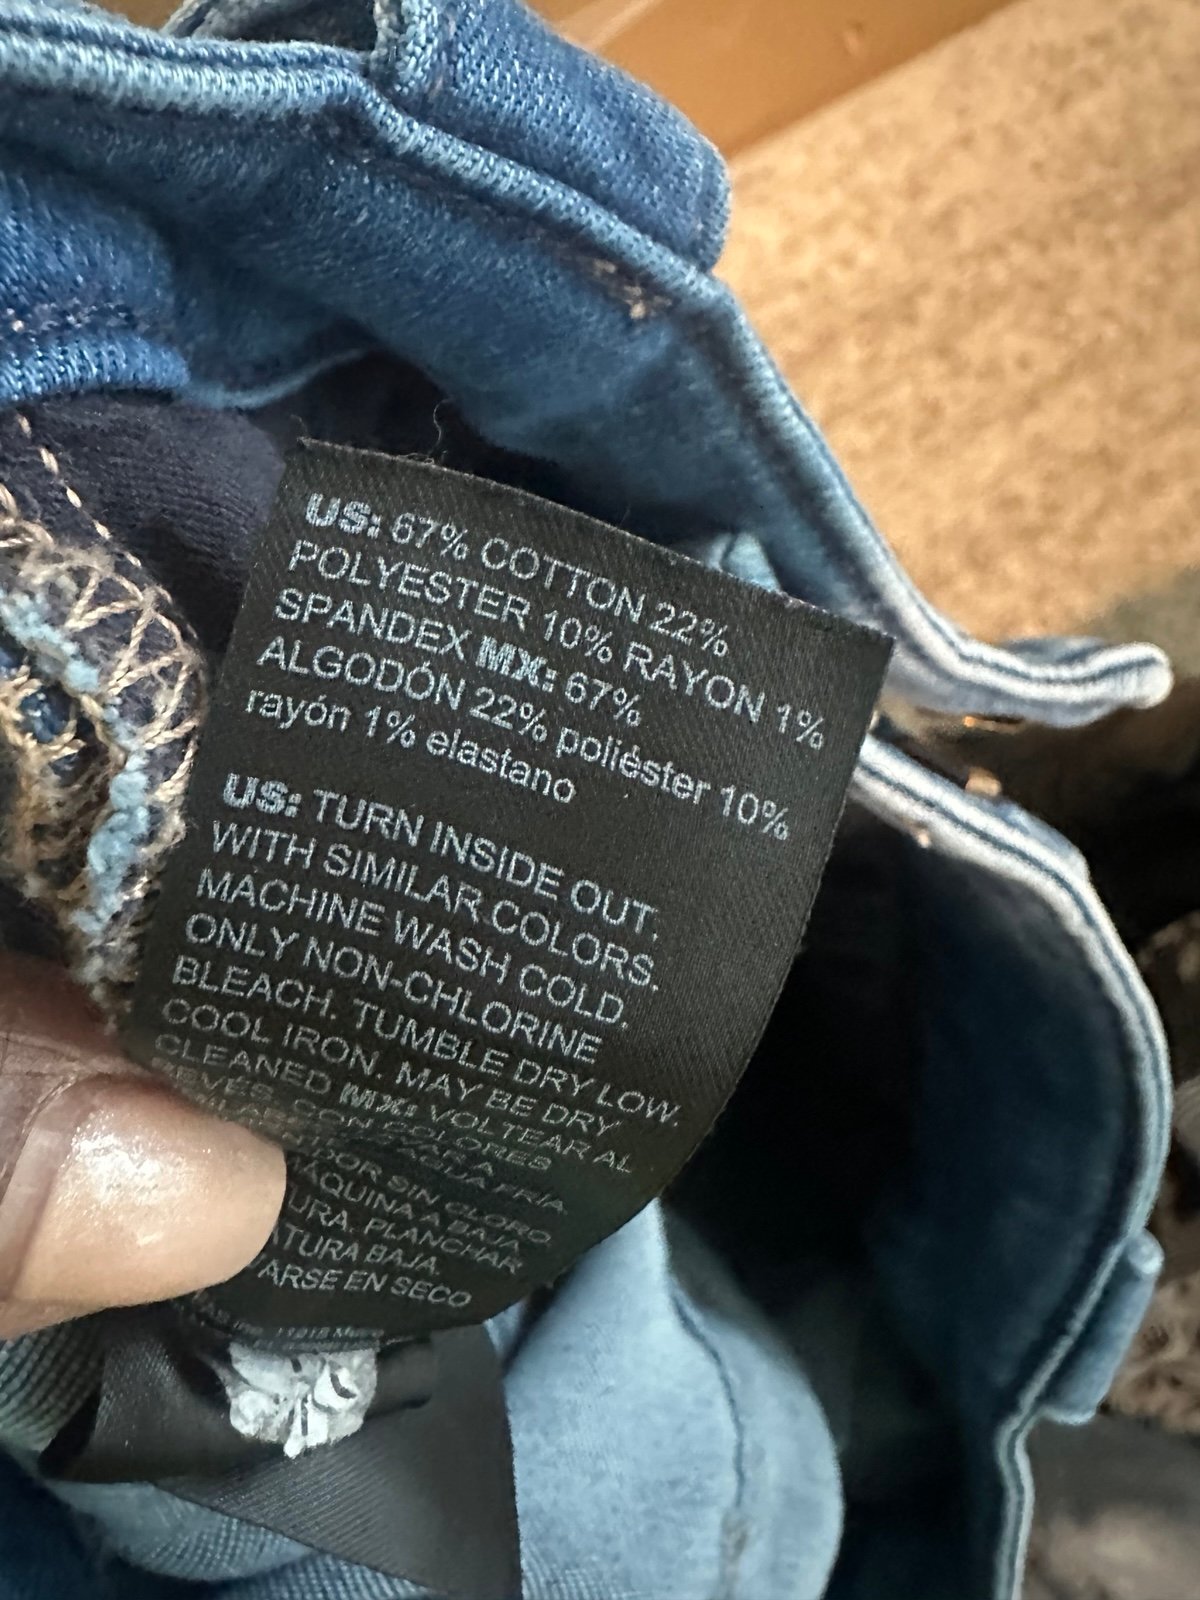 US: 67% COTTON 22%
POLYESTER 10% RAYON 1%
SPANDEX MX: 67%
ALGODÓN 22% poliéster 10%
rayón 1% elastano
US: TURN INSIDE OUT.
WITH SIMILAR COLORS.
MACHINE WASH COLD.
ONLY NON-CHLORINE
BLEACH. TUMBLE DRY LOW.
COOL IRON. MAY BE DRY
CLEANED MX: VOLTEAR AL
CON COLORES
AGUA FRIA.
SIN CLORO.
A BAJA
PLANCHAR
BAJA.
EN SECO